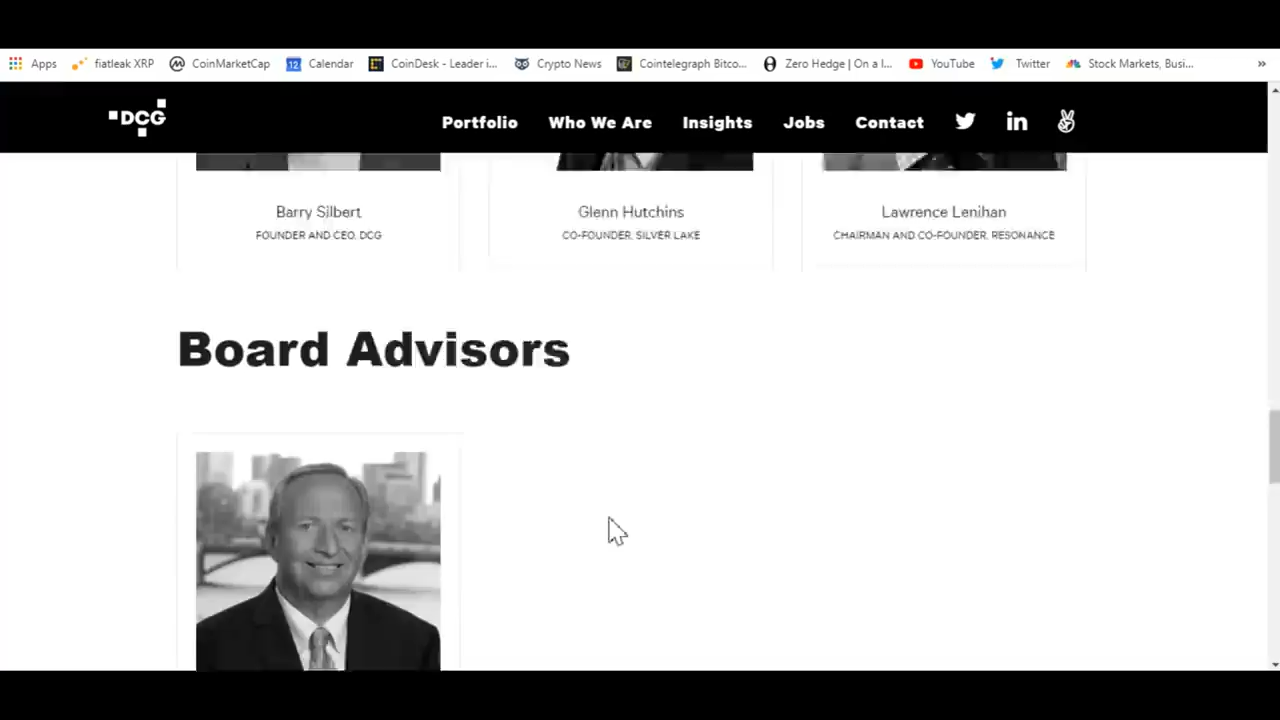 Apps fiatleak XRP CoinMarketCap Calendar CoinDesk - Leader i... Crypto News Cointelegraph Bitco... Zero Hedge | On a l... YouTube Twitter Stock Markets, Busi... »
DCG Portfolio Who We Are Insights Jobs Contact
Barry Silbert Glenn Hutchins Lawrence Lenihan
FOUNDER AND CEO, DCG CO-FOUNDER, SILVER LAKE CHAIRMAN AND CO-FOUNDER, RESONANCE
Board Advisors